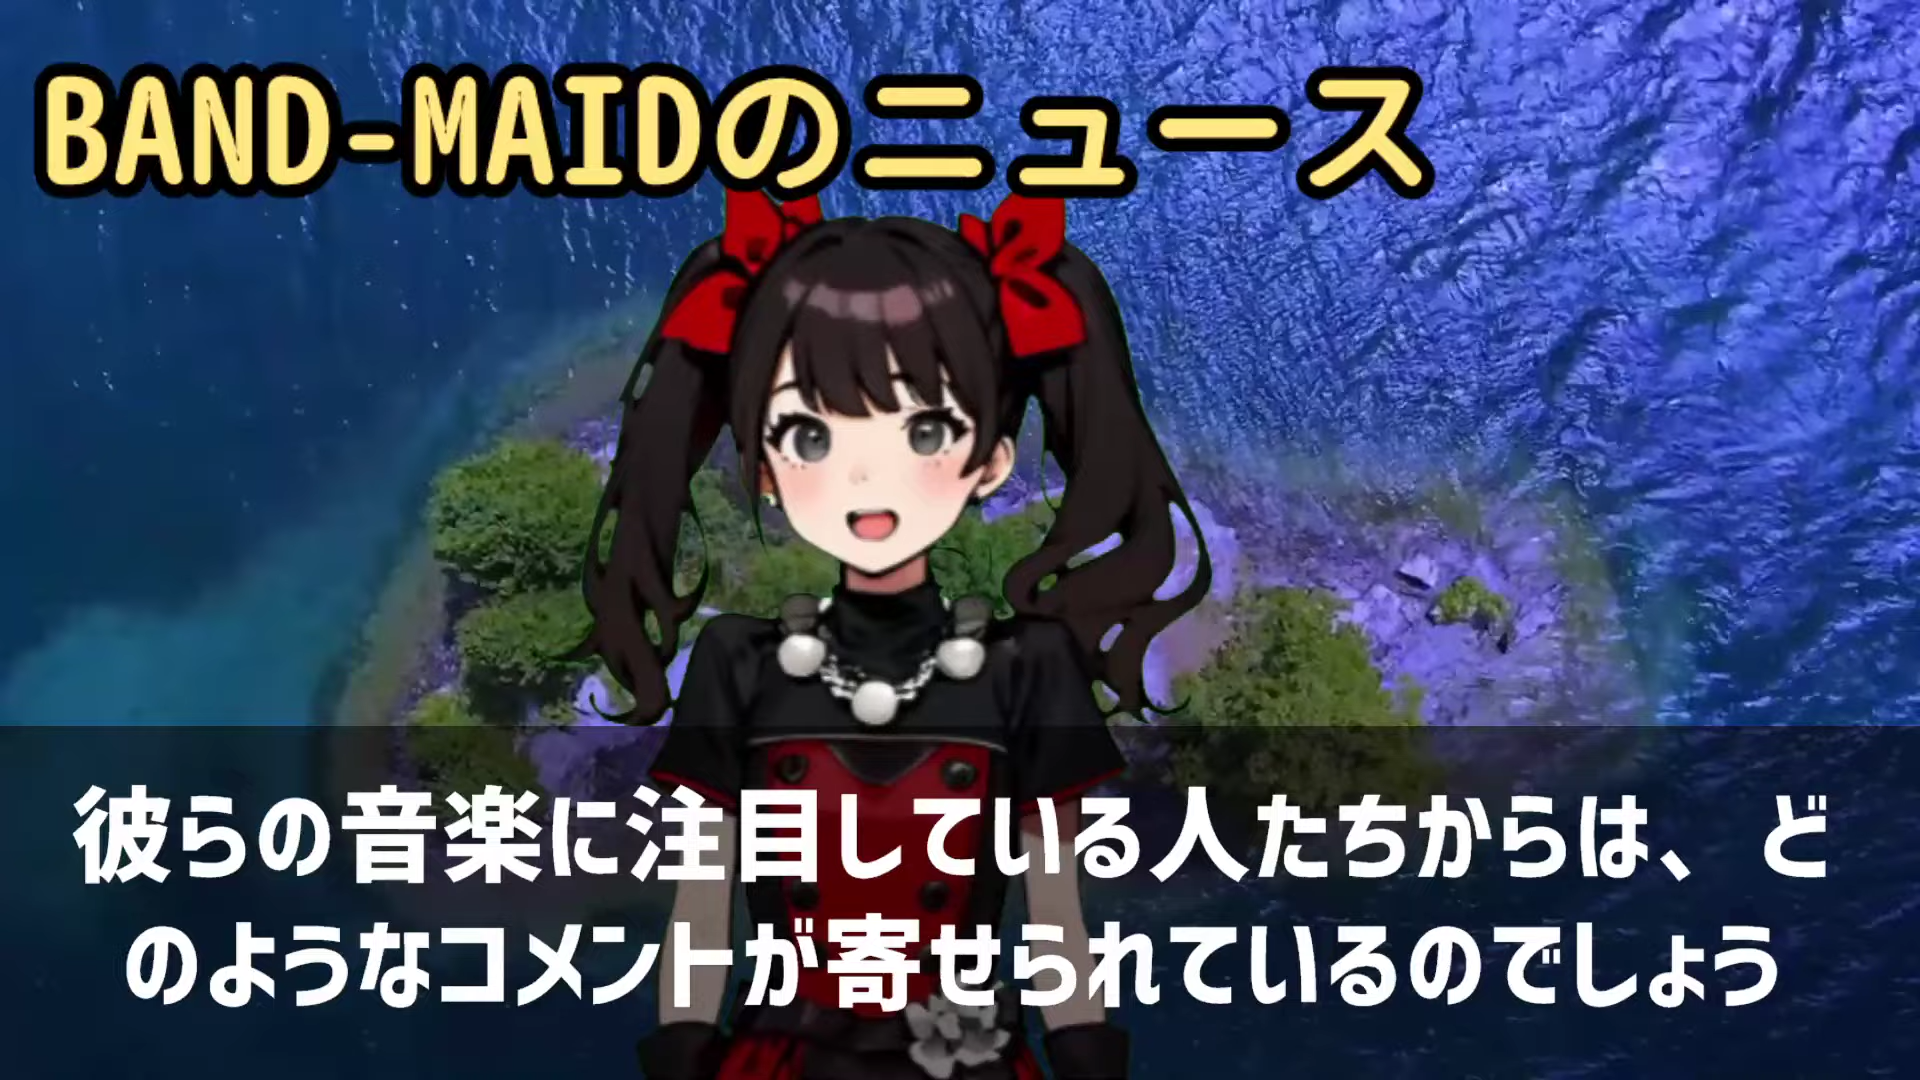 BAND-MAIDのニュース
彼らの音楽に注目している人たちからは、ど
のようなコメントが寄せられているのでしょう